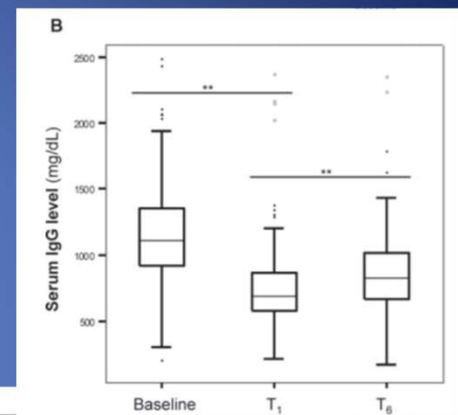 B
2500
**
2000
**
1500
Serum IgG level (mg/dL)
1000
500
Baseline T₁ T₆